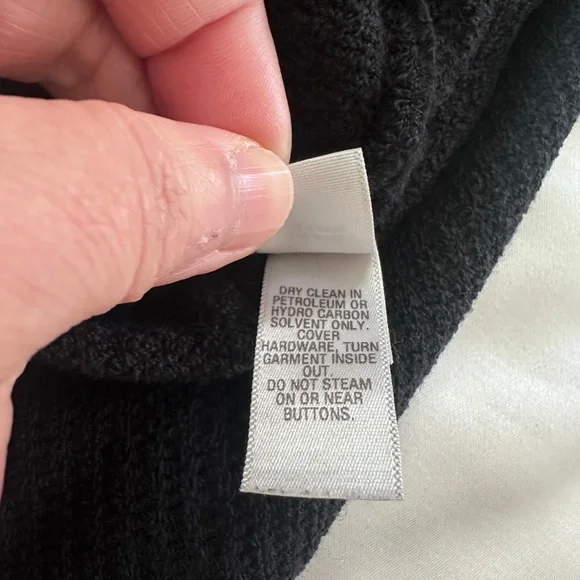 DRY CLEAN IN
PETROLEUM OR
HYDRO CARBON
SOLVENT ONLY.
COVER
HARDWARE, TURN
GARMENT INSIDE
OUT.
DO NOT STEAM
ON OR NEAR
BUTTONS.